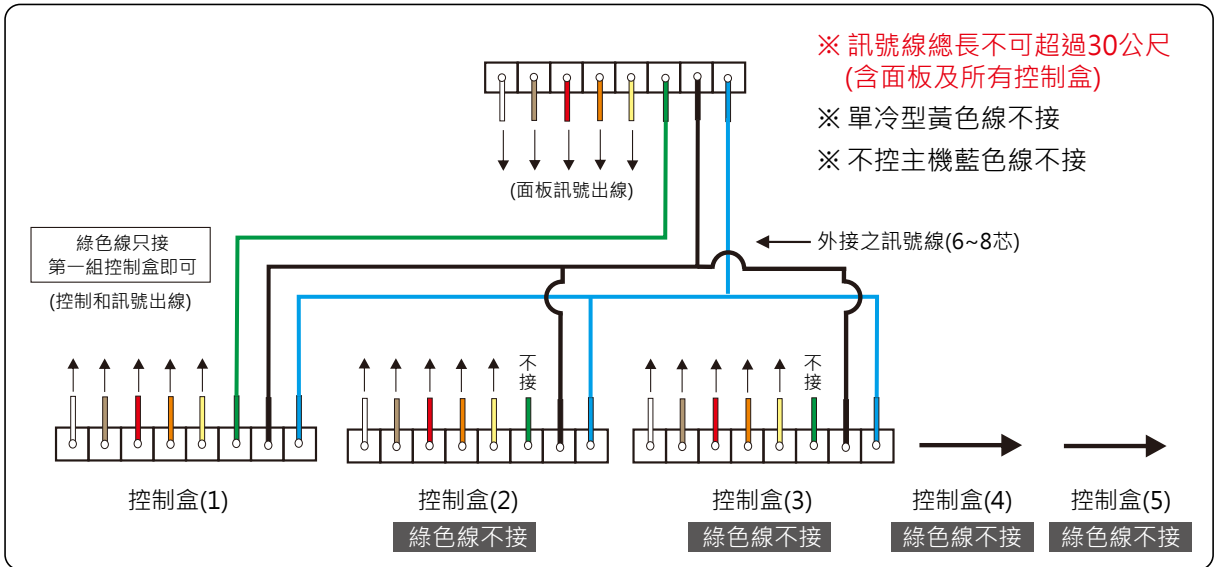 ※ 訊號線總長不可超過30公尺
(含面板及所有控制盒)
※ 單冷型黃色線不接
※ 不控主機藍色線不接
(面板訊號出線)
外接之訊號線(6~8芯)
綠色線只接
第一組控制盒即可
(控制和訊號出線)
不接
不接
控制盒(1)
控制盒(2)
控制盒(3)
控制盒(4)
控制盒(5)
綠色線不接
綠色線不接
綠色線不接
綠色線不接